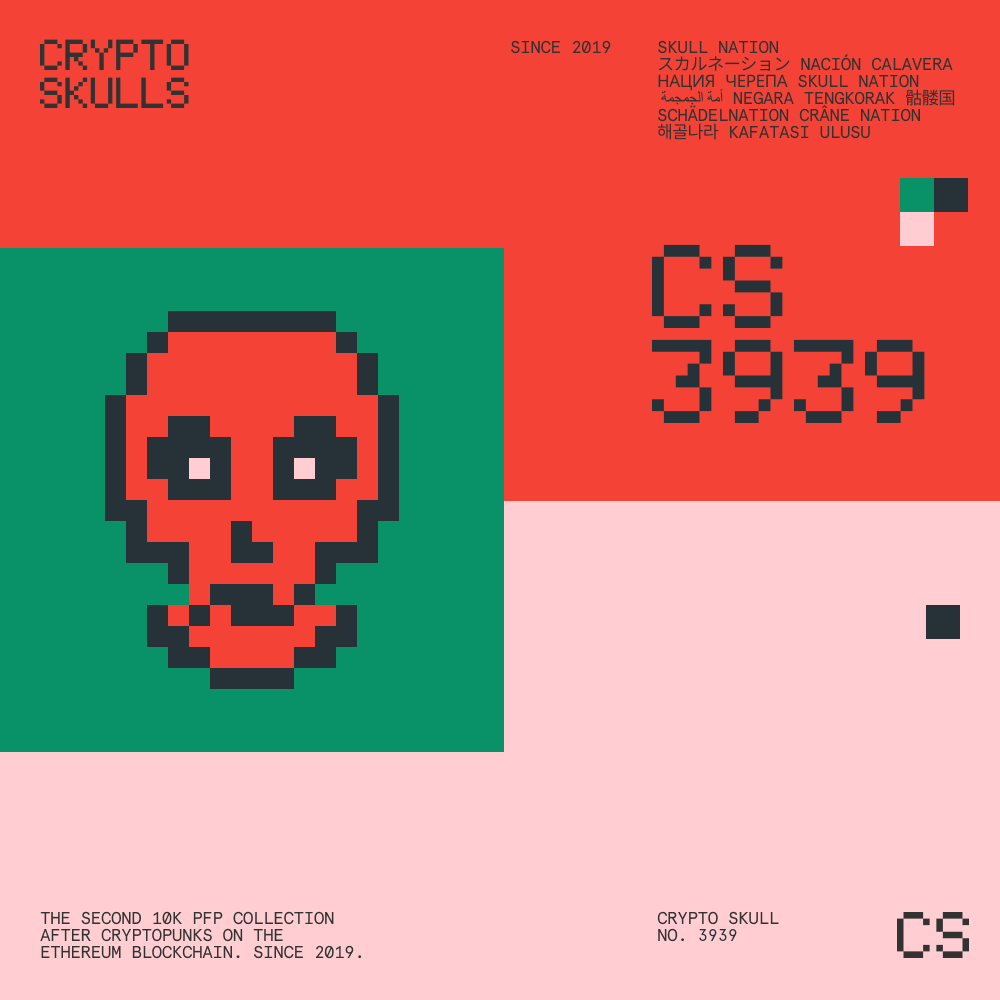 CRYPTO
SKULLS
SINCE 2019
SKULL NATION
スカルネーション NACIÓN CALAVERA
НАЦИЯ ЧЕРЕПА SKULL NATION
أمة الجمجمة NEGARA TENGKORAK 骷髅国
SCHÄDELNATION CRÂNE NATION
해골나라 KAFATASI ULUSU
CS
3939
THE SECOND 10K PFP COLLECTION
AFTER CRYPTOPUNKS ON THE
ETHEREUM BLOCKCHAIN. SINCE 2019.
CRYPTO SKULL
NO. 3939
CS